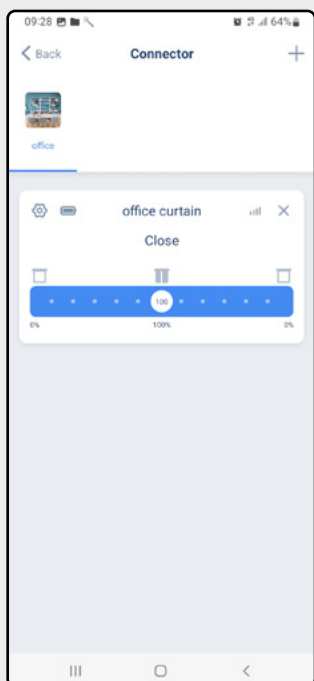 09:28 64%
Back Connector
office
office curtain
Close
100
0% 100% 0%